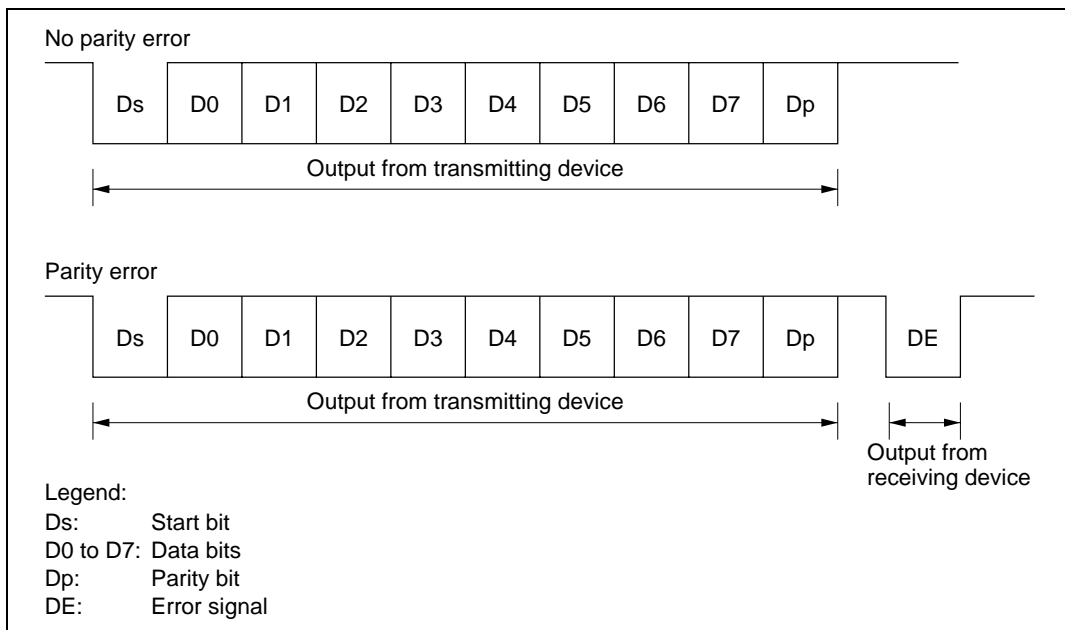 No parity error
Ds D0 D1 D2 D3 D4 D5 D6 D7 Dp
Output from transmitting device
Parity error
Ds D0 D1 D2 D3 D4 D5 D6 D7 Dp DE
Output from transmitting device
Output from
receiving device
Legend:
Ds: Start bit
D0 to D7: Data bits
Dp: Parity bit
DE: Error signal